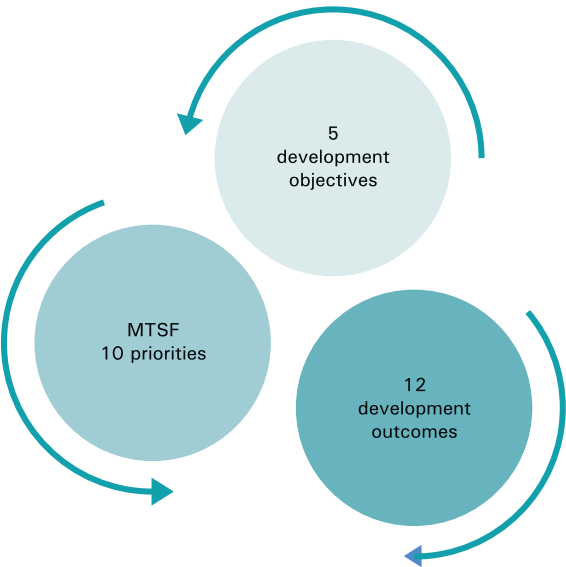 5
development
objectives
MTSF
10 priorities
12
development
outcomes